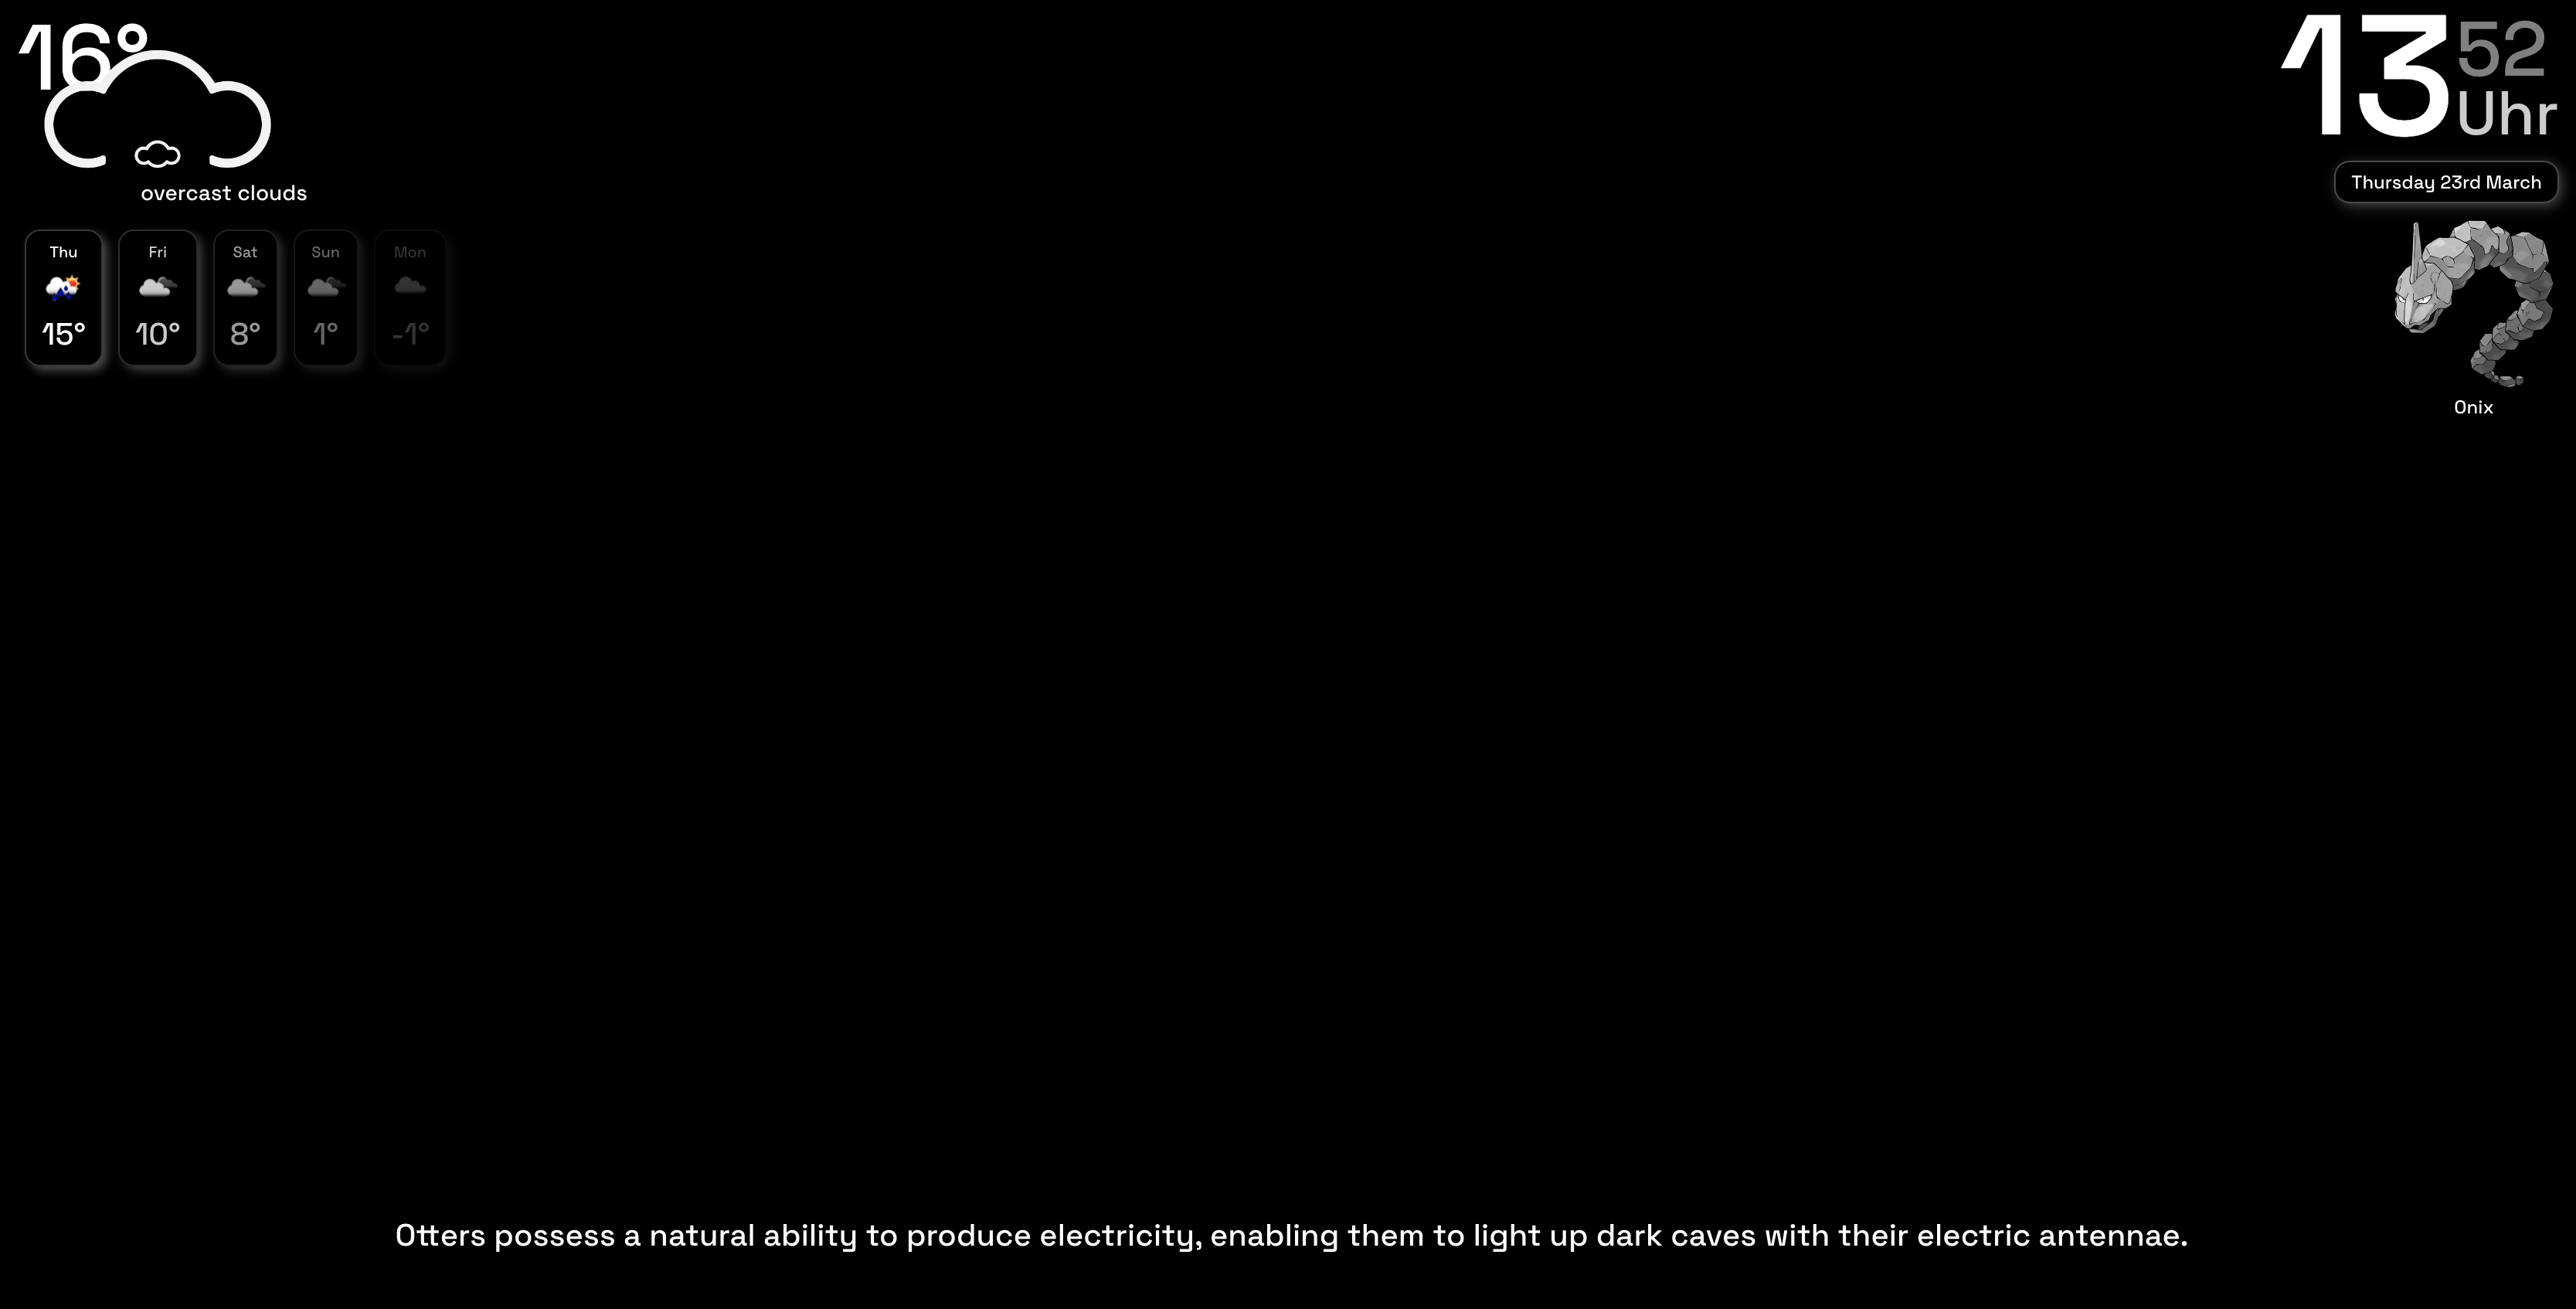 16°
overcast clouds
Thu Fri Sat Sun Mon
15° 10° 8° 1° -1°
13 52
Uhr
Thursday 23rd March
Onix
Otters possess a natural ability to produce electricity, enabling them to light up dark caves with their electric antennae.